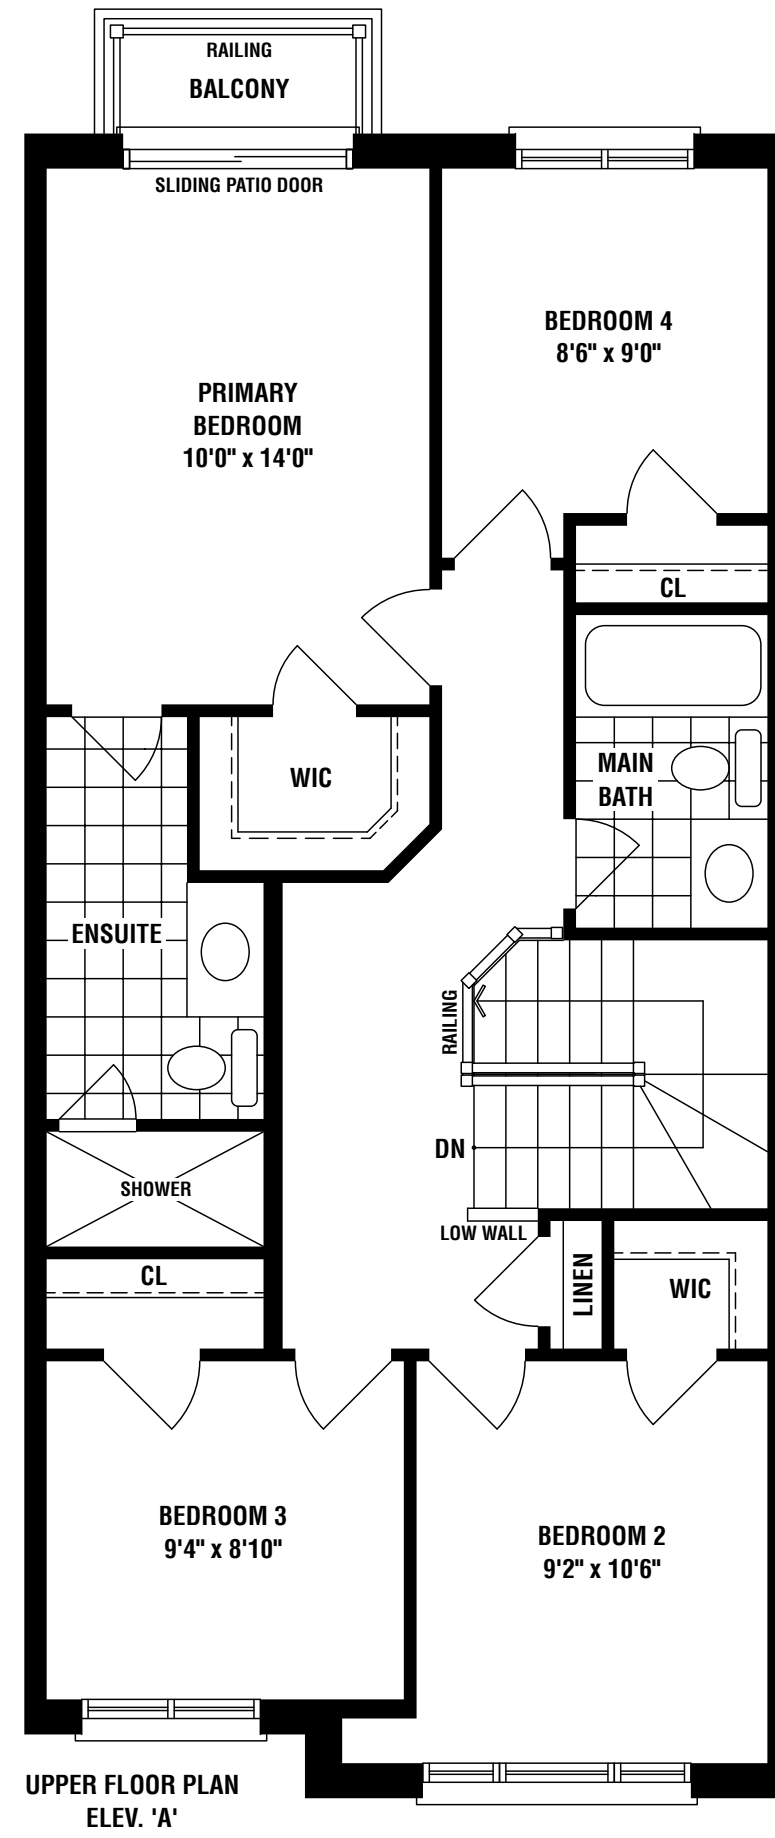 RAILING
BALCONY
SLIDING PATIO DOOR
BEDROOM 4
8'6" x 9'0"
PRIMARY
BEDROOM
10'0" x 14'0"
CL
WIC
MAIN
BATH
ENSUITE
RAILING
DN
SHOWER
LOW WALL
LINEN
WIC
CL
BEDROOM 3
9'4" x 8'10"
BEDROOM 2
9'2" x 10'6"
UPPER FLOOR PLAN
ELEV. 'A'